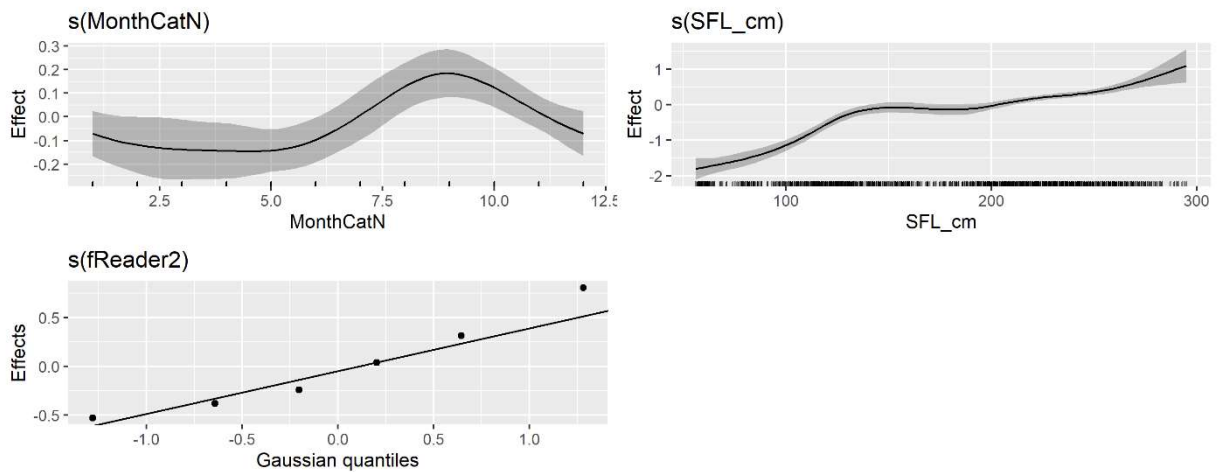 s(MonthCatN)
0.3
0.2
0.1
0.0
-0.1
-0.2
Effect
2.5
5.0
7.5
10.0
12.5
MonthCatN
s(SFL_cm)
1
0
-1
-2
Effect
100
200
300
SFL_cm
s(fReader2)
0.5
0.0
-0.5
Effects
-1.0
-0.5
0.0
0.5
1.0
Gaussian quantiles